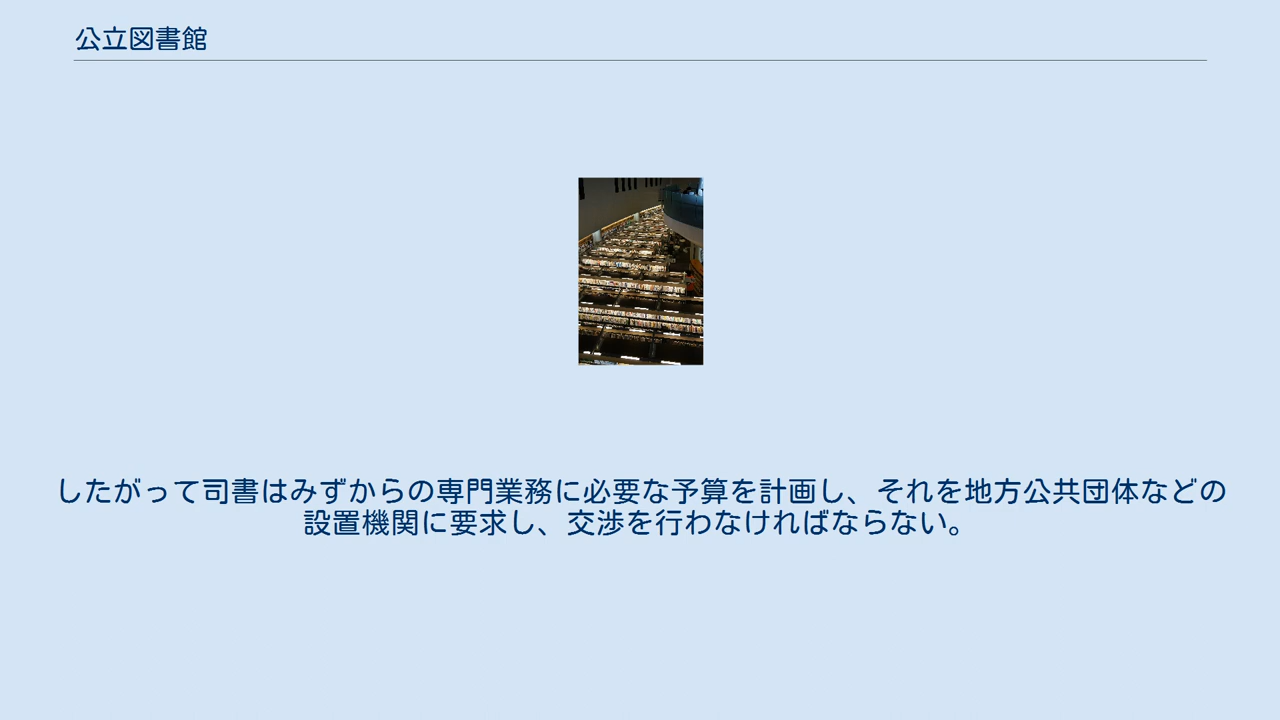 公立図書館
したがって司書はみずからの専門業務に必要な予算を計画し、それを地方公共団体などの
設置機関に要求し、交渉を行わなければならない。